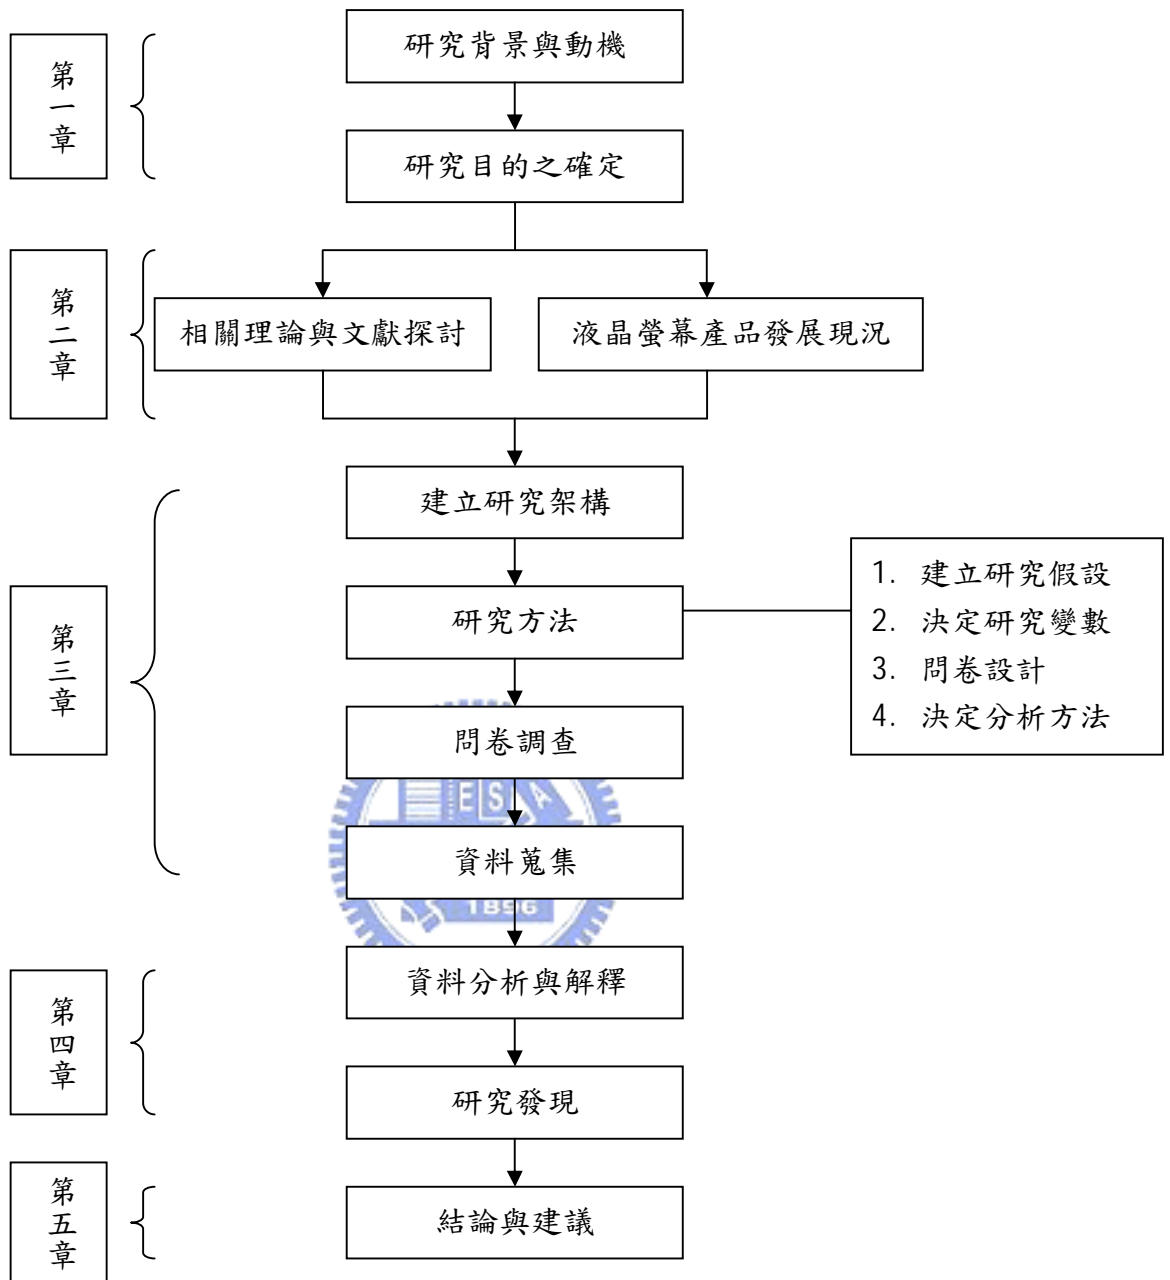 第一章
研究背景與動機
研究目的之確定
第二章
相關理論與文獻探討
液晶螢幕產品發展現況
第三章
建立研究架構
研究方法
1. 建立研究假設
2. 決定研究變數
3. 問卷設計
4. 決定分析方法
問卷調查
ESA
資料蒐集
1896
第四章
資料分析與解釋
研究發現
第五章
結論與建議